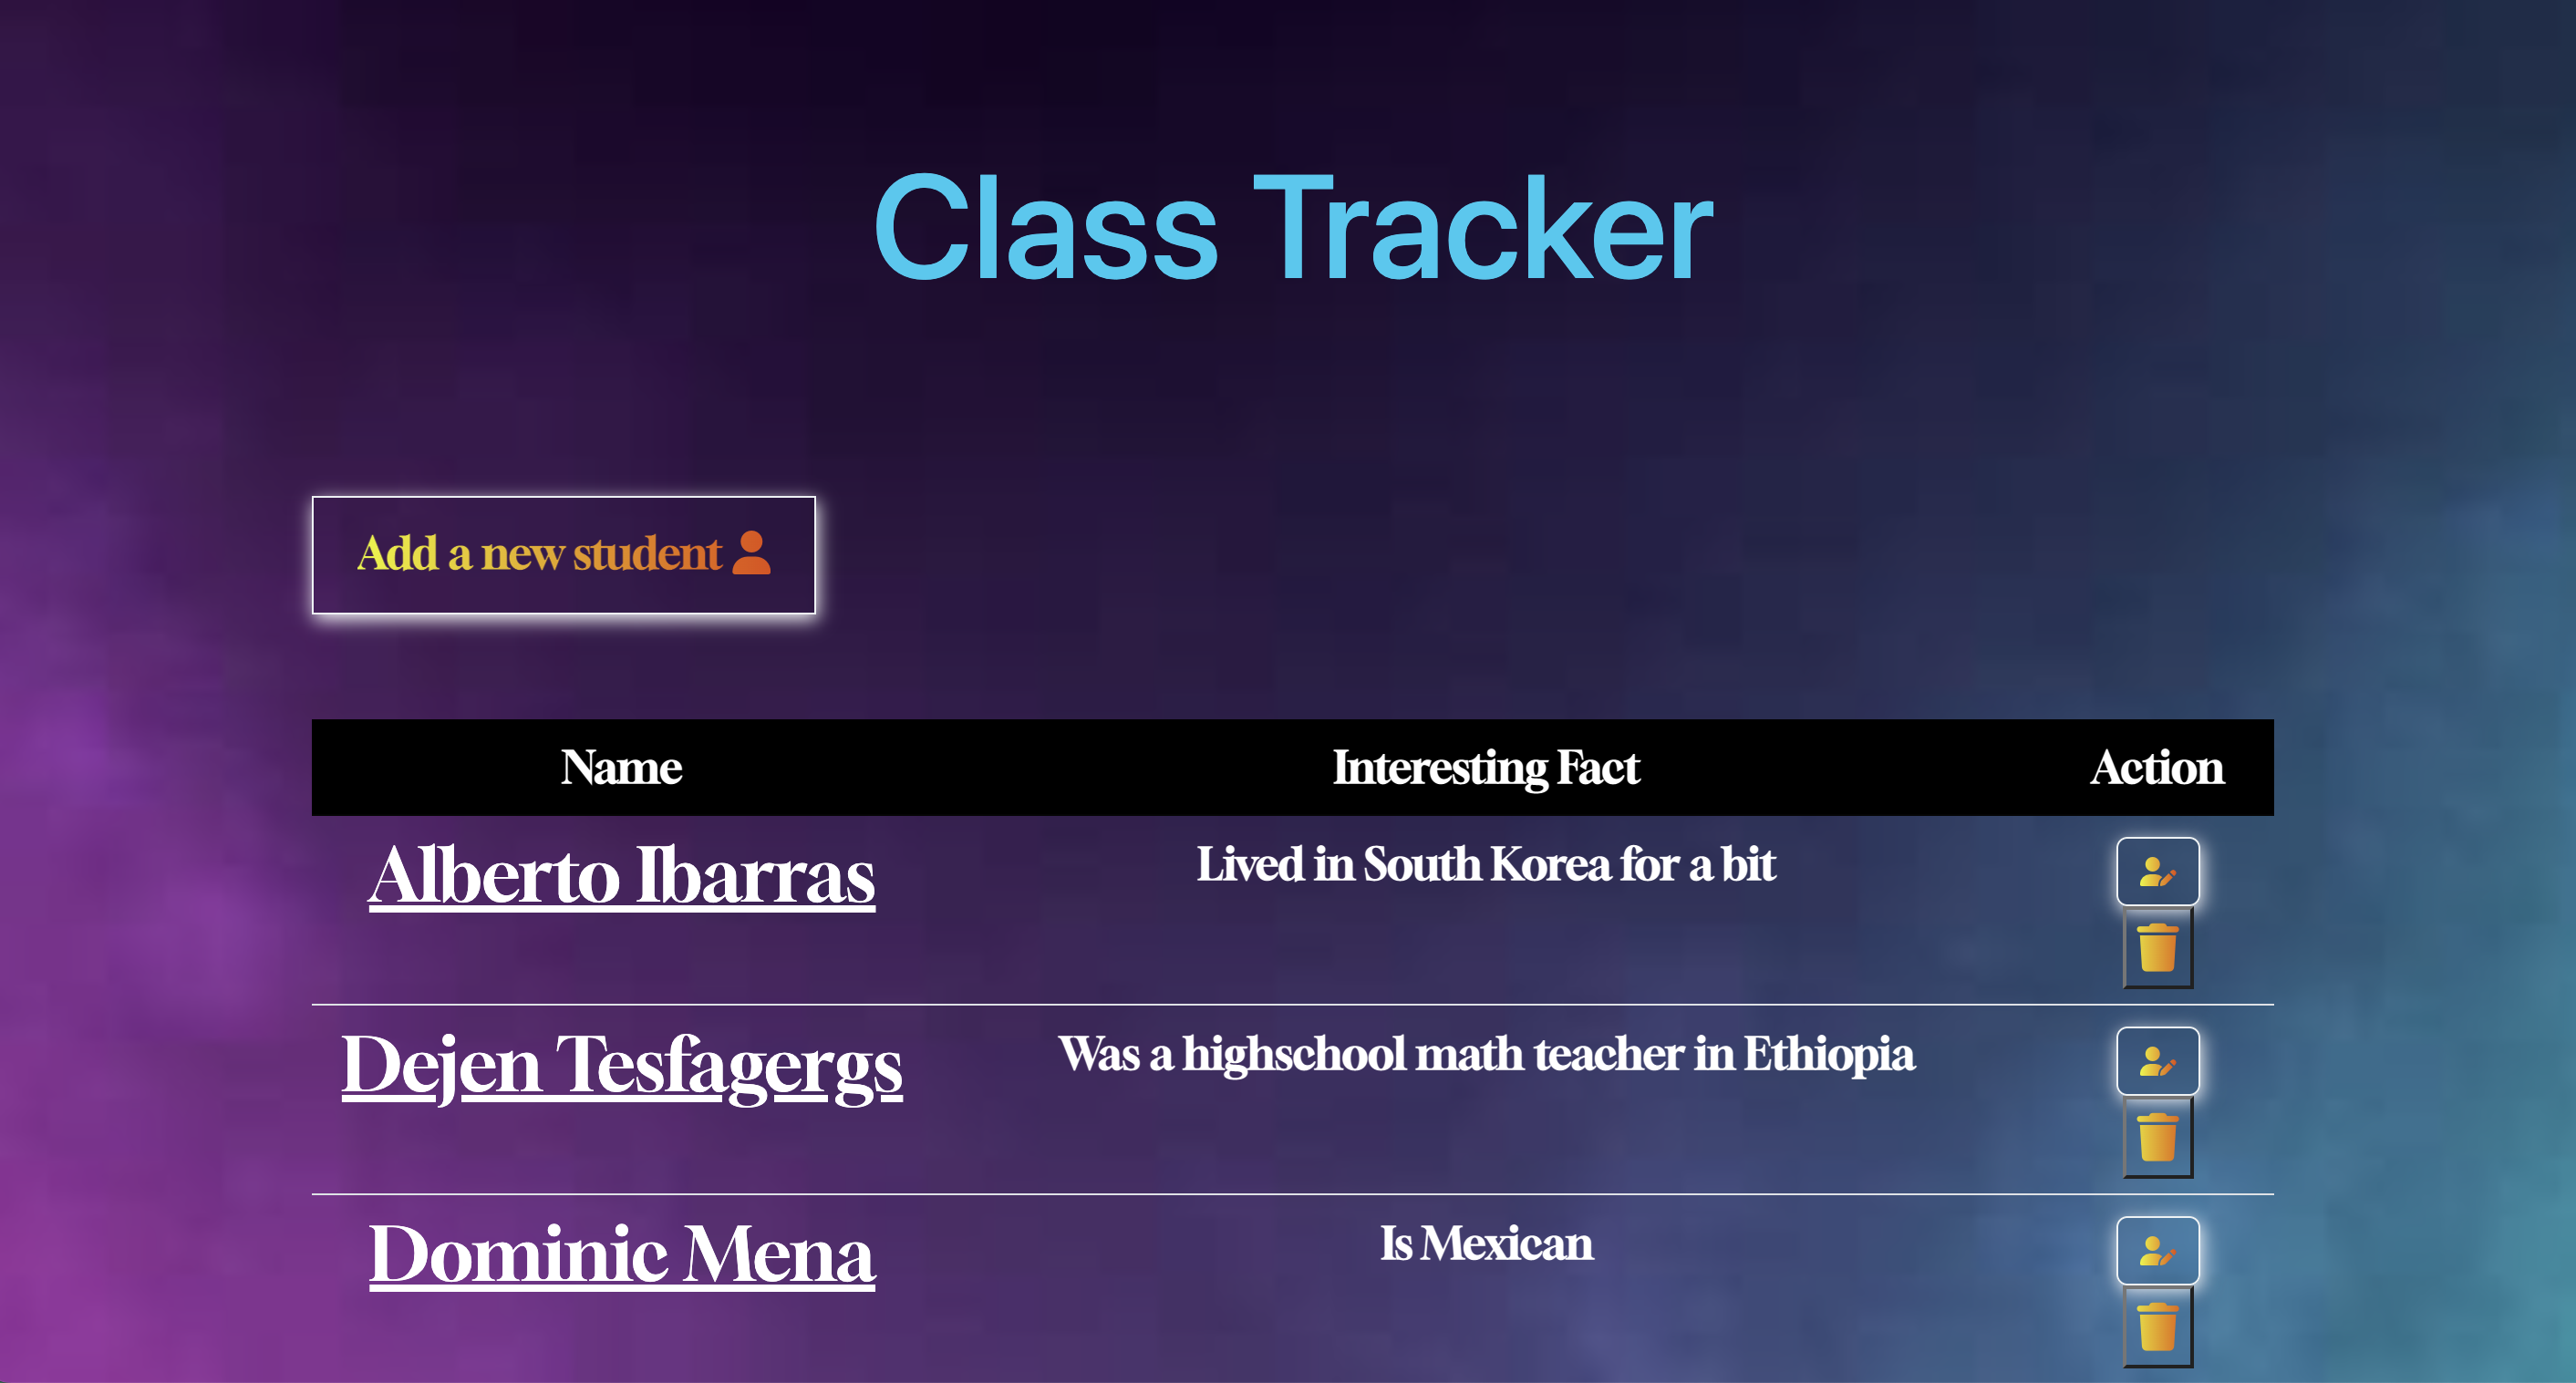 Class Tracker
Add a new student
Name Interesting Fact Action
Alberto Ibarras Lived in South Korea for a bit
Dejen Tesfagergs Was a highschool math teacher in Ethiopia
Dominic Mena Is Mexican